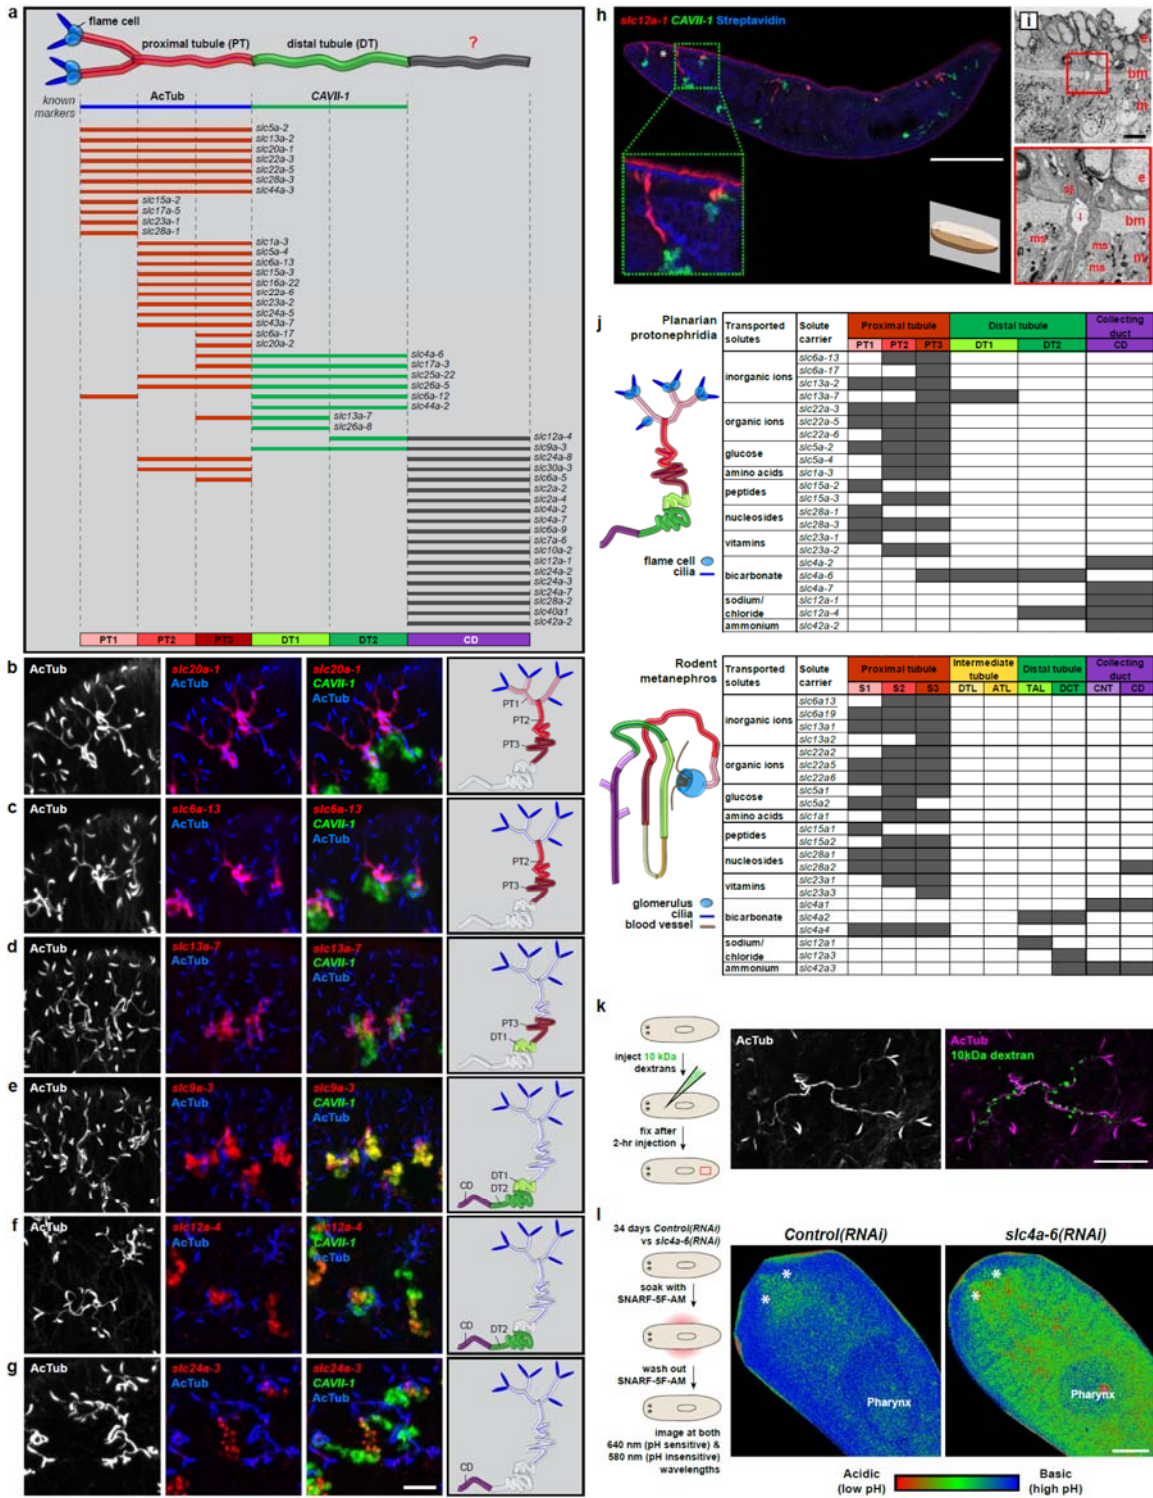 a
flame cell
proximal tubule (PT)
distal tubule (DT)
?
known
markers
AcTub
CAVII-1
slc5a-2
slc13a-2
slc20a-1
slc22a-3
slc22a-5
slc28a-3
slc44a-3
slc15a-2
slc17a-5
slc23a-1
slc28a-1
slc1a-3
slc5a-4
slc6a-13
slc15a-3
slc16a-22
slc22a-6
slc23a-2
slc24a-5
slc43a-7
slc6a-17
slc20a-2
slc4a-6
slc17a-3
slc25a-22
slc26a-5
slc6a-12
slc44a-2
slc13a-7
slc26a-8
slc12a-4
slc9a-3
slc24a-8
slc30a-3
slc6a-5
slc2a-2
slc2a-4
slc4a-2
slc4a-7
slc6a-9
slc7a-6
slc10a-2
slc12a-1
slc24a-2
slc24a-3
slc24a-7
slc28a-2
slc40a1
slc42a-2
PT1 PT2 PT3 DT1 DT2 CD
b
AcTub
slc20a-1
AcTub
slc20a-1
CAVII-1
AcTub
PT1
PT2
PT3
c
AcTub
slc6a-13
AcTub
slc6a-13
CAVII-1
AcTub
PT2
PT3
d
AcTub
slc13a-7
AcTub
slc13a-7
CAVII-1
AcTub
PT3
DT1
e
AcTub
slc9a-3
AcTub
slc9a-3
CAVII-1
AcTub
DT1
CD DT2
f
AcTub
slc12a-4
AcTub
slc12a-4
CAVII-1
AcTub
CD DT2
g
AcTub
slc24a-3
AcTub
slc24a-3
CAVII-1
AcTub
CD
h
slc12a-1 CAVII-1 Streptavidin
*
i
e
bm
m
e
sj
l
bm
ms
ms
m
ms
j
Planarian
protonephridia
flame cell
cilia
Transported solutes Solute carrier Proximal tubule Distal tubule Collecting duct
PT1 PT2 PT3 DT1 DT2 CD
inorganic ions
slc6a-13
slc6a-17
slc13a-2
slc13a-7
organic ions
slc22a-3
slc22a-5
slc22a-6
glucose
slc5a-2
slc5a-4
amino acids slc1a-3
peptides
slc15a-2
slc15a-3
nucleosides
slc28a-1
slc28a-3
vitamins
slc23a-1
slc23a-2
bicarbonate
slc4a-2
slc4a-6
slc4a-7
sodium/
chloride
slc12a-1
slc12a-4
ammonium slc42a-2
Rodent
metanephros
glomerulus
cilia
blood vessel
Transported solutes Solute carrier Proximal tubule Intermediate tubule Distal tubule Collecting duct
S1 S2 S3 DTL ATL TAL DCT CNT CD
inorganic ions
slc6a13
slc6a19
slc13a1
slc13a2
organic ions
slc22a2
slc22a5
slc22a6
glucose
slc5a1
slc5a2
amino acids slc1a1
peptides
slc15a1
slc15a2
nucleosides
slc28a1
slc28a2
vitamins
slc23a1
slc23a3
bicarbonate
slc4a1
slc4a2
slc4a4
sodium/
chloride
slc12a1
slc12a3
ammonium slc42a3
k
inject 10 kDa
dextrans
fix after
2-hr injection
AcTub
AcTub
10kDa dextran
l
34 days Control(RNAi)
vs slc4a-6(RNAi)
soak with
SNARF-5F-AM
wash out
SNARF-5F-AM
image at both
640 nm (pH sensitive) &
580 nm (pH insensitive)
wavelengths
Control(RNAi)
*
*
Pharynx
slc4a-6(RNAi)
*
*
Pharynx
Acidic
(low pH)
Basic
(high pH)